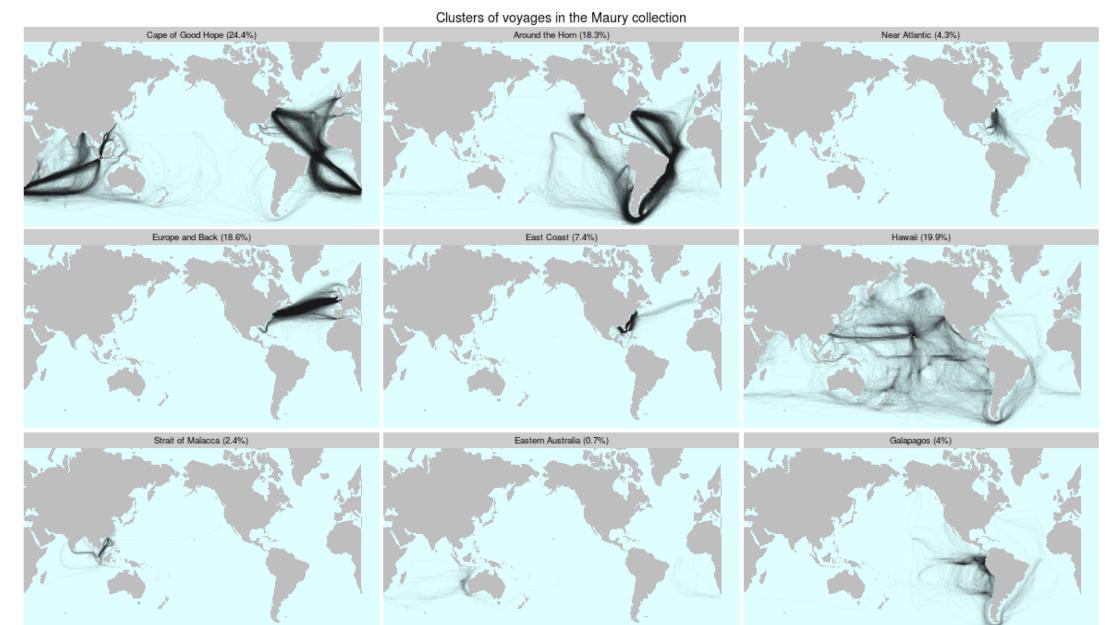 Clusters of voyages in the Maury collection
Cape of Good Hope (24.4%)
Around the Horn (18.3%)
Near Atlantic (4.3%)
Europe and Back (18.6%)
East Coast (7.4%)
Hawaii (19.9%)
Strait of Malacca (2.4%)
Eastern Australia (0.7%)
Galapagos (4%)